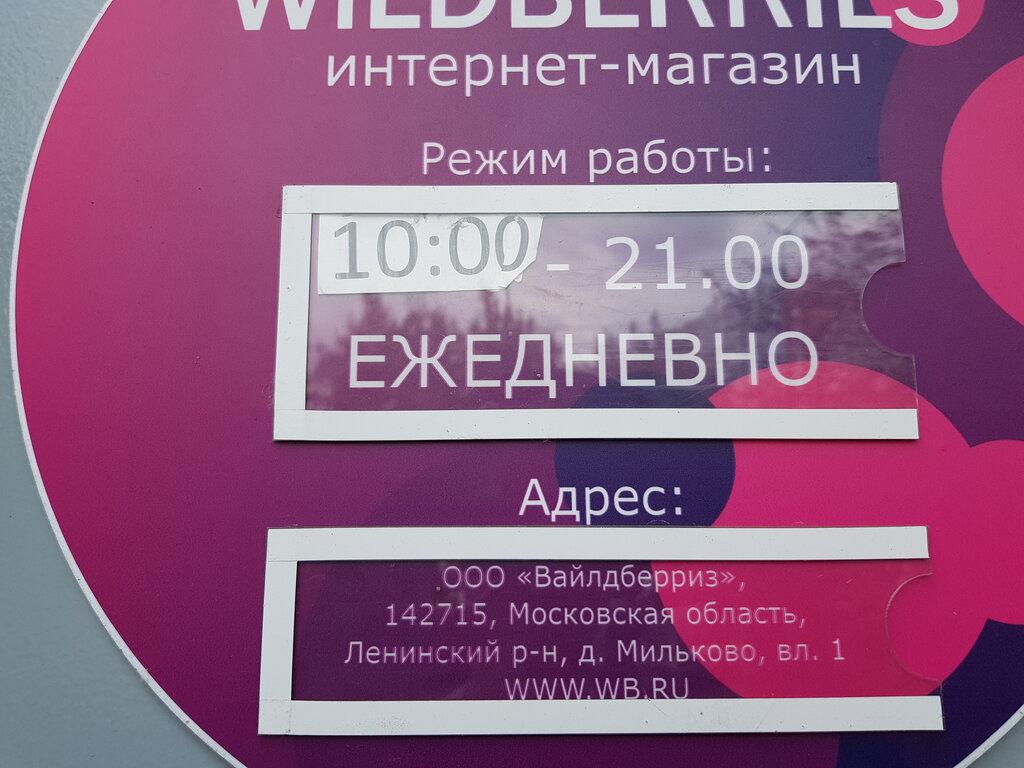 WILDBERRIES
интернет-магазин
Режим работы:
10:00 - 21.00
ЕЖЕДНЕВНО
Адрес:
ООО «Вайлдберриз»,
142715, Московская область,
Ленинский р-н, д. Мильково, вл. 1
WWW.WB.RU